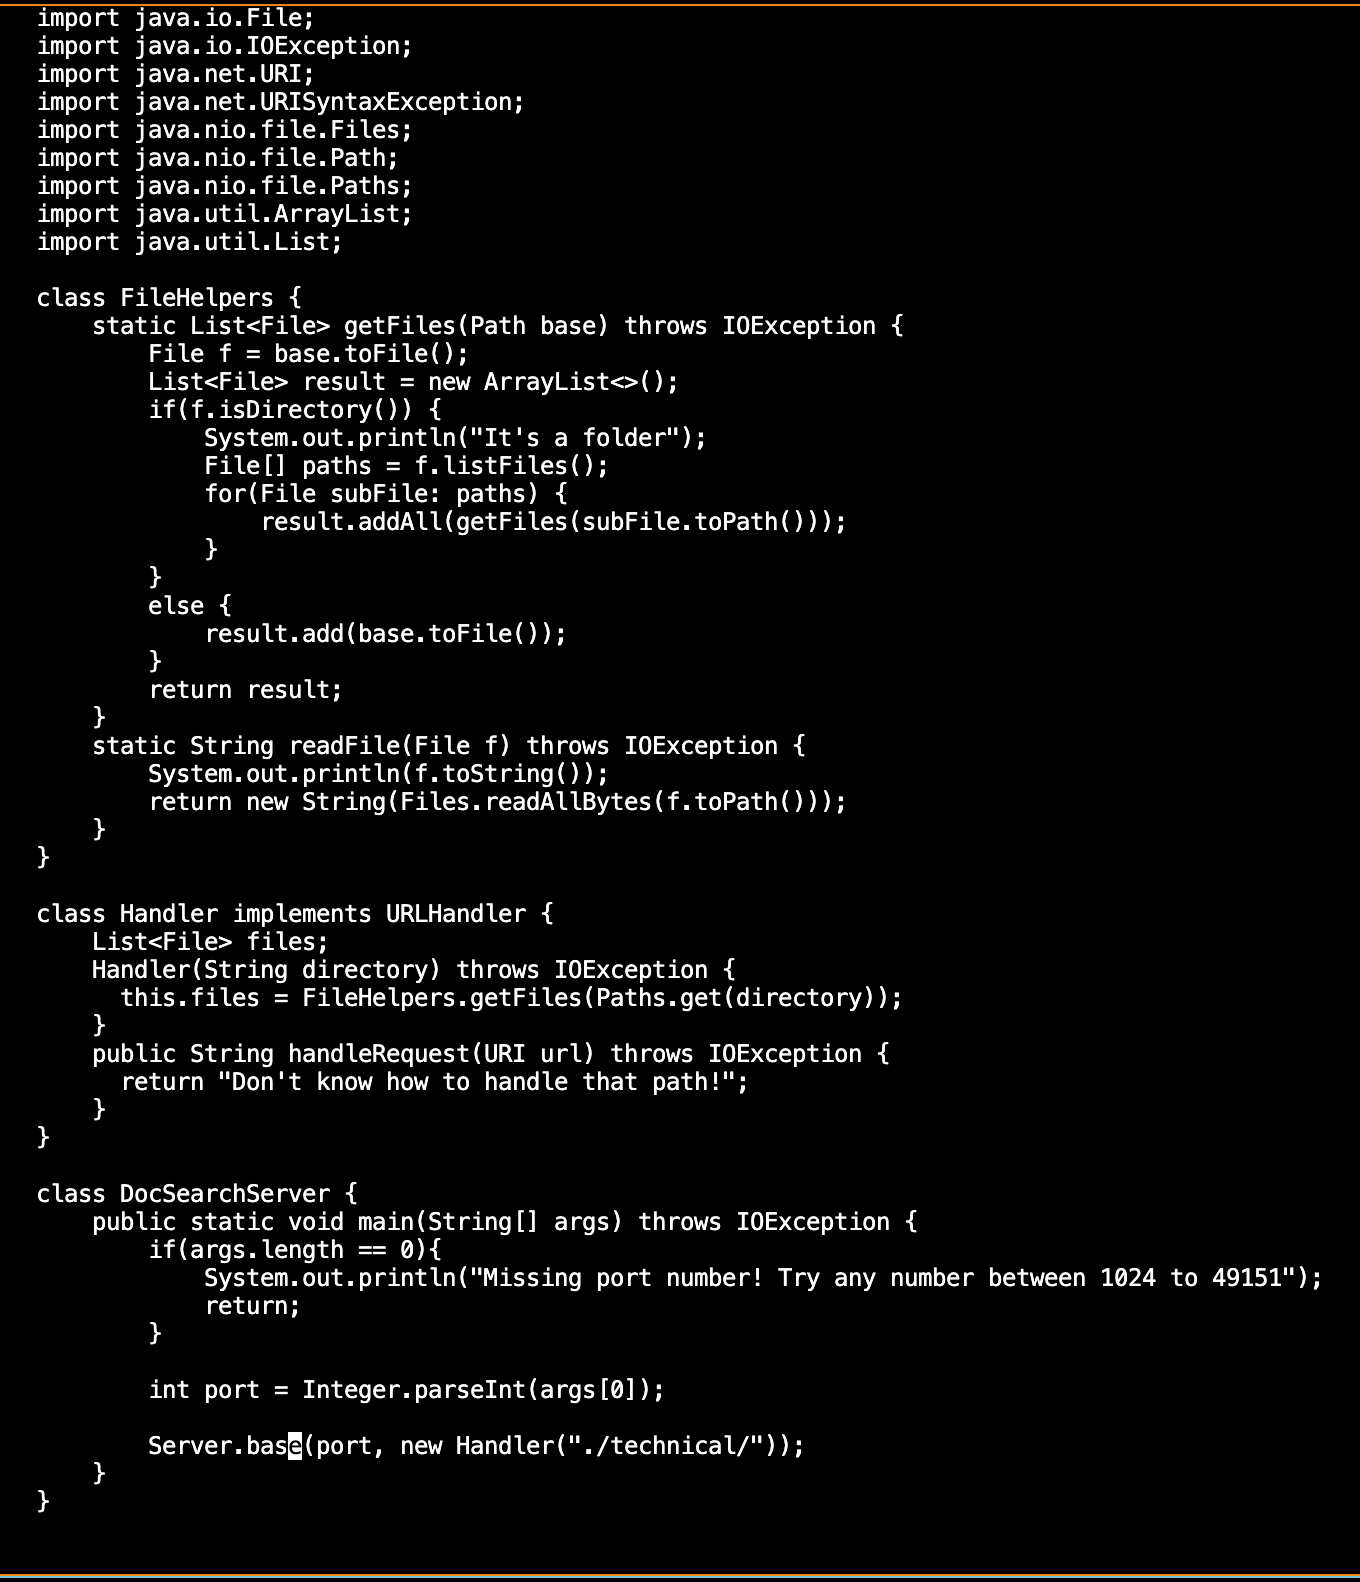 import java.io.File;
import java.io.IOException;
import java.net.URI;
import java.net.URISyntaxException;
import java.nio.file.Files;
import java.nio.file.Path;
import java.nio.file.Paths;
import java.util.ArrayList;
import java.util.List;

class FileHelpers {
    static List<File> getFiles(Path base) throws IOException {
        File f = base.toFile();
        List<File> result = new ArrayList<>();
        if(f.isDirectory()) {
            System.out.println("It's a folder");
            File[] paths = f.listFiles();
            for(File subFile: paths) {
                result.addAll(getFiles(subFile.toPath()));
            }
        }
        else {
            result.add(base.toFile());
        }
        return result;
    }
    static String readFile(File f) throws IOException {
        System.out.println(f.toString());
        return new String(Files.readAllBytes(f.toPath()));
    }
}

class Handler implements URLHandler {
    List<File> files;
    Handler(String directory) throws IOException {
      this.files = FileHelpers.getFiles(Paths.get(directory));
    }
    public String handleRequest(URI url) throws IOException {
      return "Don't know how to handle that path!";
    }
}

class DocSearchServer {
    public static void main(String[] args) throws IOException {
        if(args.length == 0){
            System.out.println("Missing port number! Try any number between 1024 to 49151");
            return;
        }

        int port = Integer.parseInt(args[0]);

        Server.base(port, new Handler("./technical/"));
    }
}